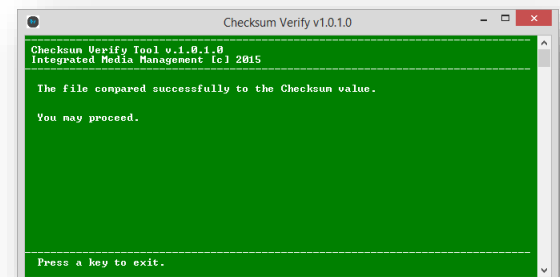 Checksum Verify v1.0.1.0
Checksum Verify Tool v.1.0.1.0
Integrated Media Management [c] 2015
The file compared successfully to the Checksum value.
You may proceed.
Press a key to exit.